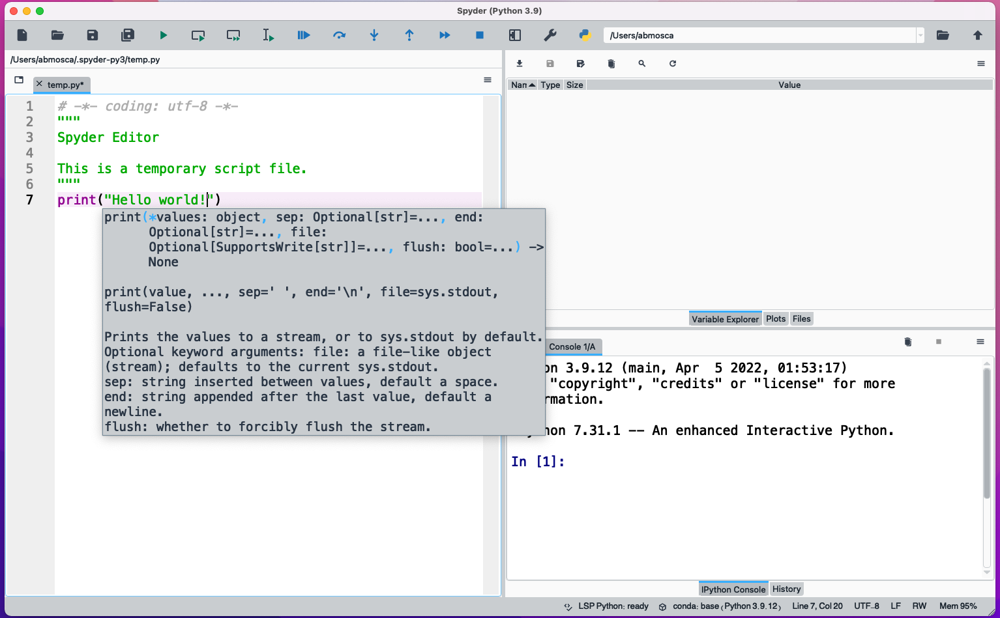 Spyder (Python 3.9)
/Users/abmosca
/Users/abmosca/.spyder-py3/temp.py
temp.py*
1 # -*- coding: utf-8 -*-
2 """
3 Spyder Editor
4
5 This is a temporary script file.
6 """
7 print("Hello world!")
print(*values: object, sep: Optional[str]=..., end:
Optional[str]=..., file:
Optional[SupportsWrite[str]]=..., flush: bool=...) ->
None
print(value, ..., sep=' ', end='\n', file=sys.stdout,
flush=False)
Prints the values to a stream, or to sys.stdout by default.
Optional keyword arguments: file: a file-like object
(stream); defaults to the current sys.stdout.
sep: string inserted between values, default a space.
end: string appended after the last value, default a
newline.
flush: whether to forcibly flush the stream.
Nam Type Size Value
Variable Explorer Plots Files
Console 1/A
on 3.9.12 (main, Apr  5 2022, 01:53:17)
"copyright", "credits" or "license" for more
rmation.
on 7.31.1 -- An enhanced Interactive Python.
In [1]:
IPython Console History
LSP Python: ready conda: base (Python 3.9.12) Line 7, Col 20 UTF-8 LF RW Mem 95%